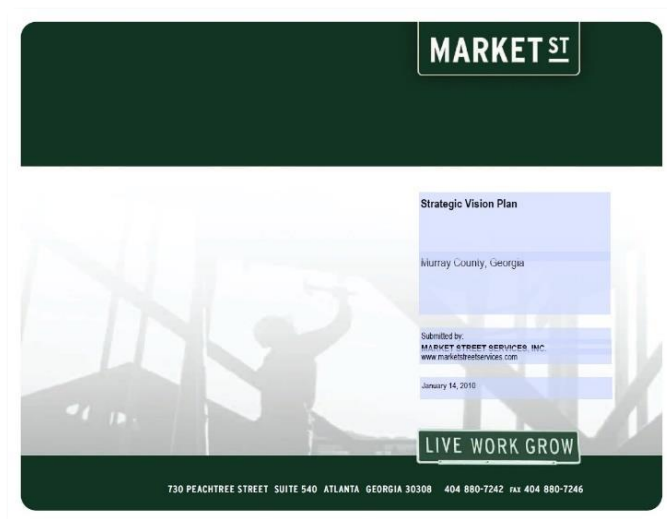 MARKET ST
Strategic Vision Plan
Murray County, Georgia
Submitted by:
MARKET STREET SERVICES, INC.
www.marketstreetservices.com
January 14, 2010
LIVE WORK GROW
730 PEACHTREE STREET SUITE 540 ATLANTA GEORGIA 30308 404 880-7242 FAX 404 880-7246